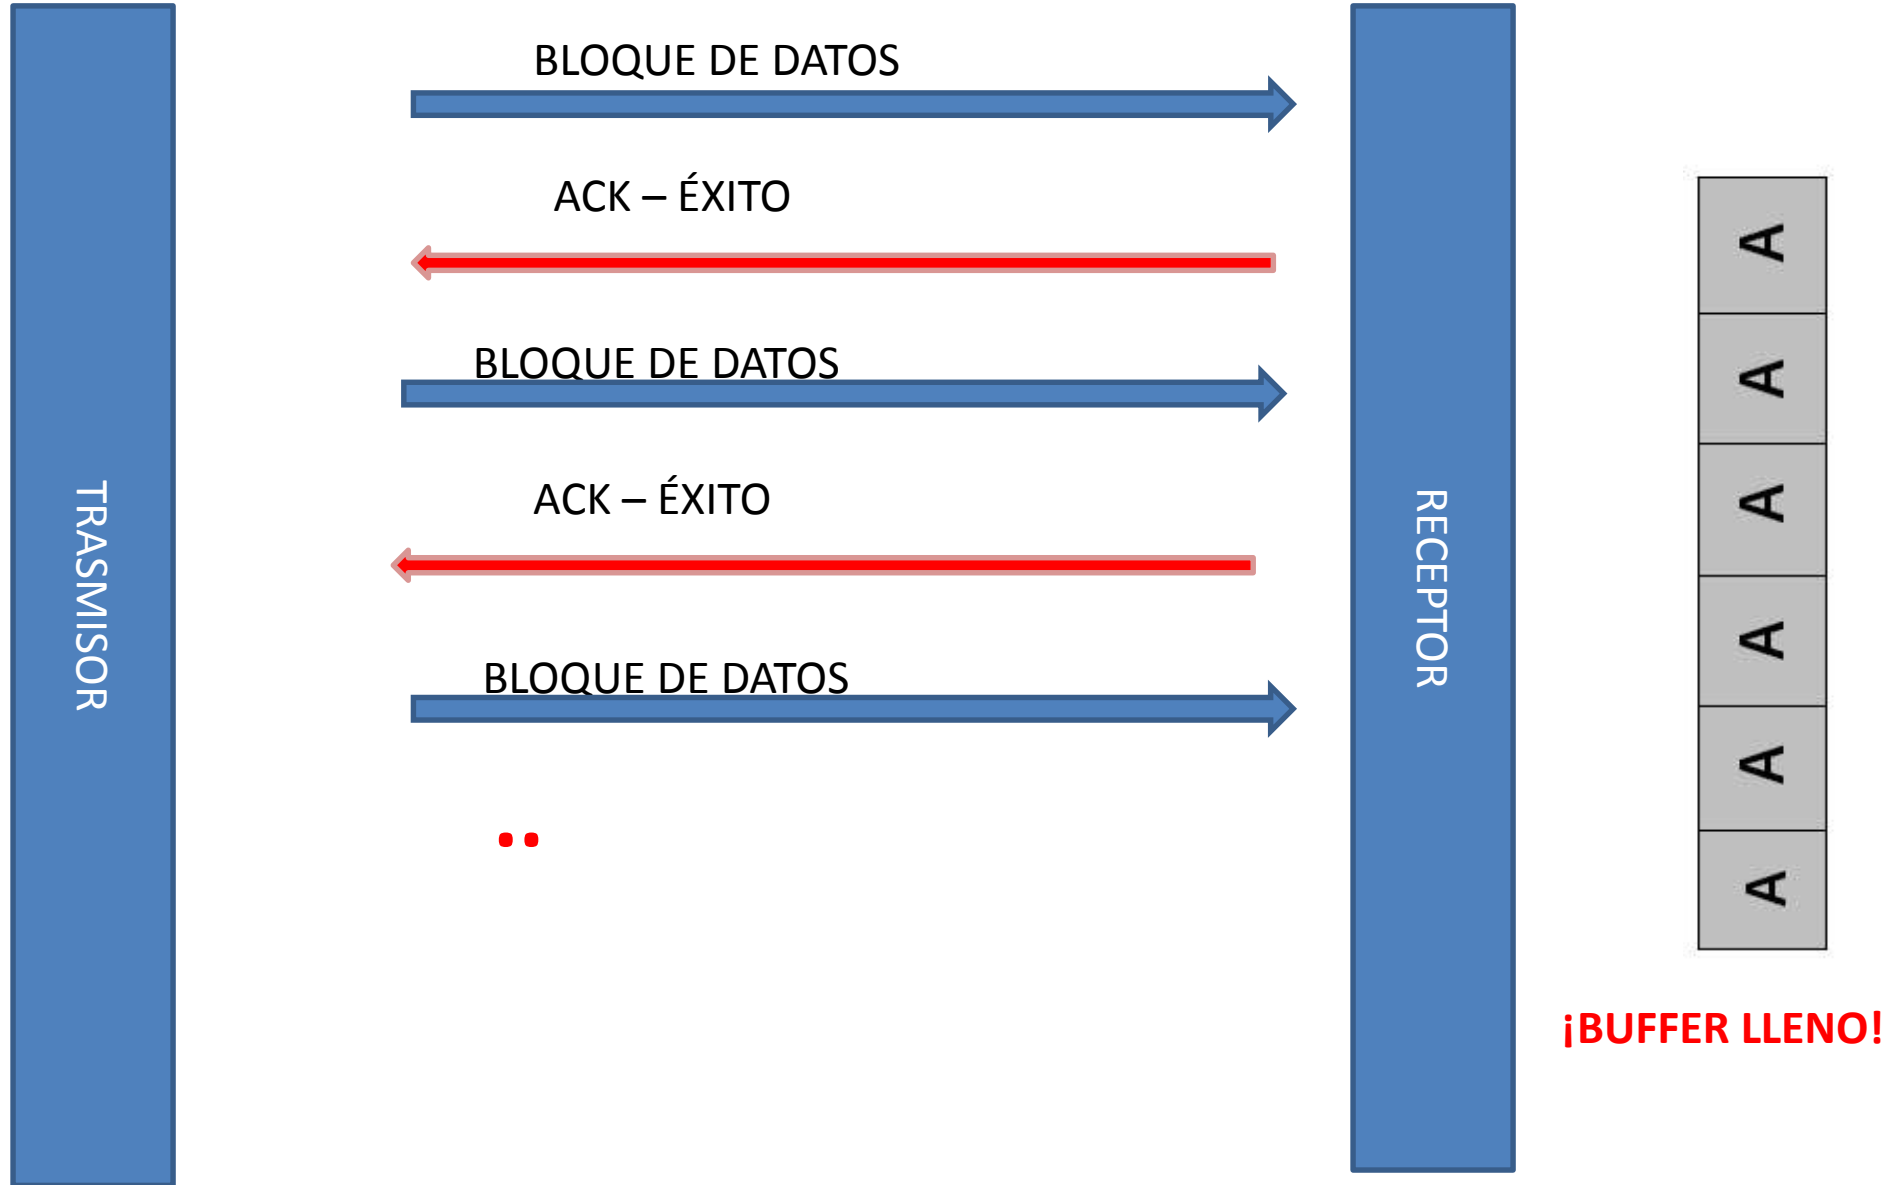 BLOQUE DE DATOS
ACK – ÉXITO
BLOQUE DE DATOS
ACK – ÉXITO
BLOQUE DE DATOS
..
TRASMISOR
RECEPTOR
A
A
A
A
A
A
¡BUFFER LLENO!